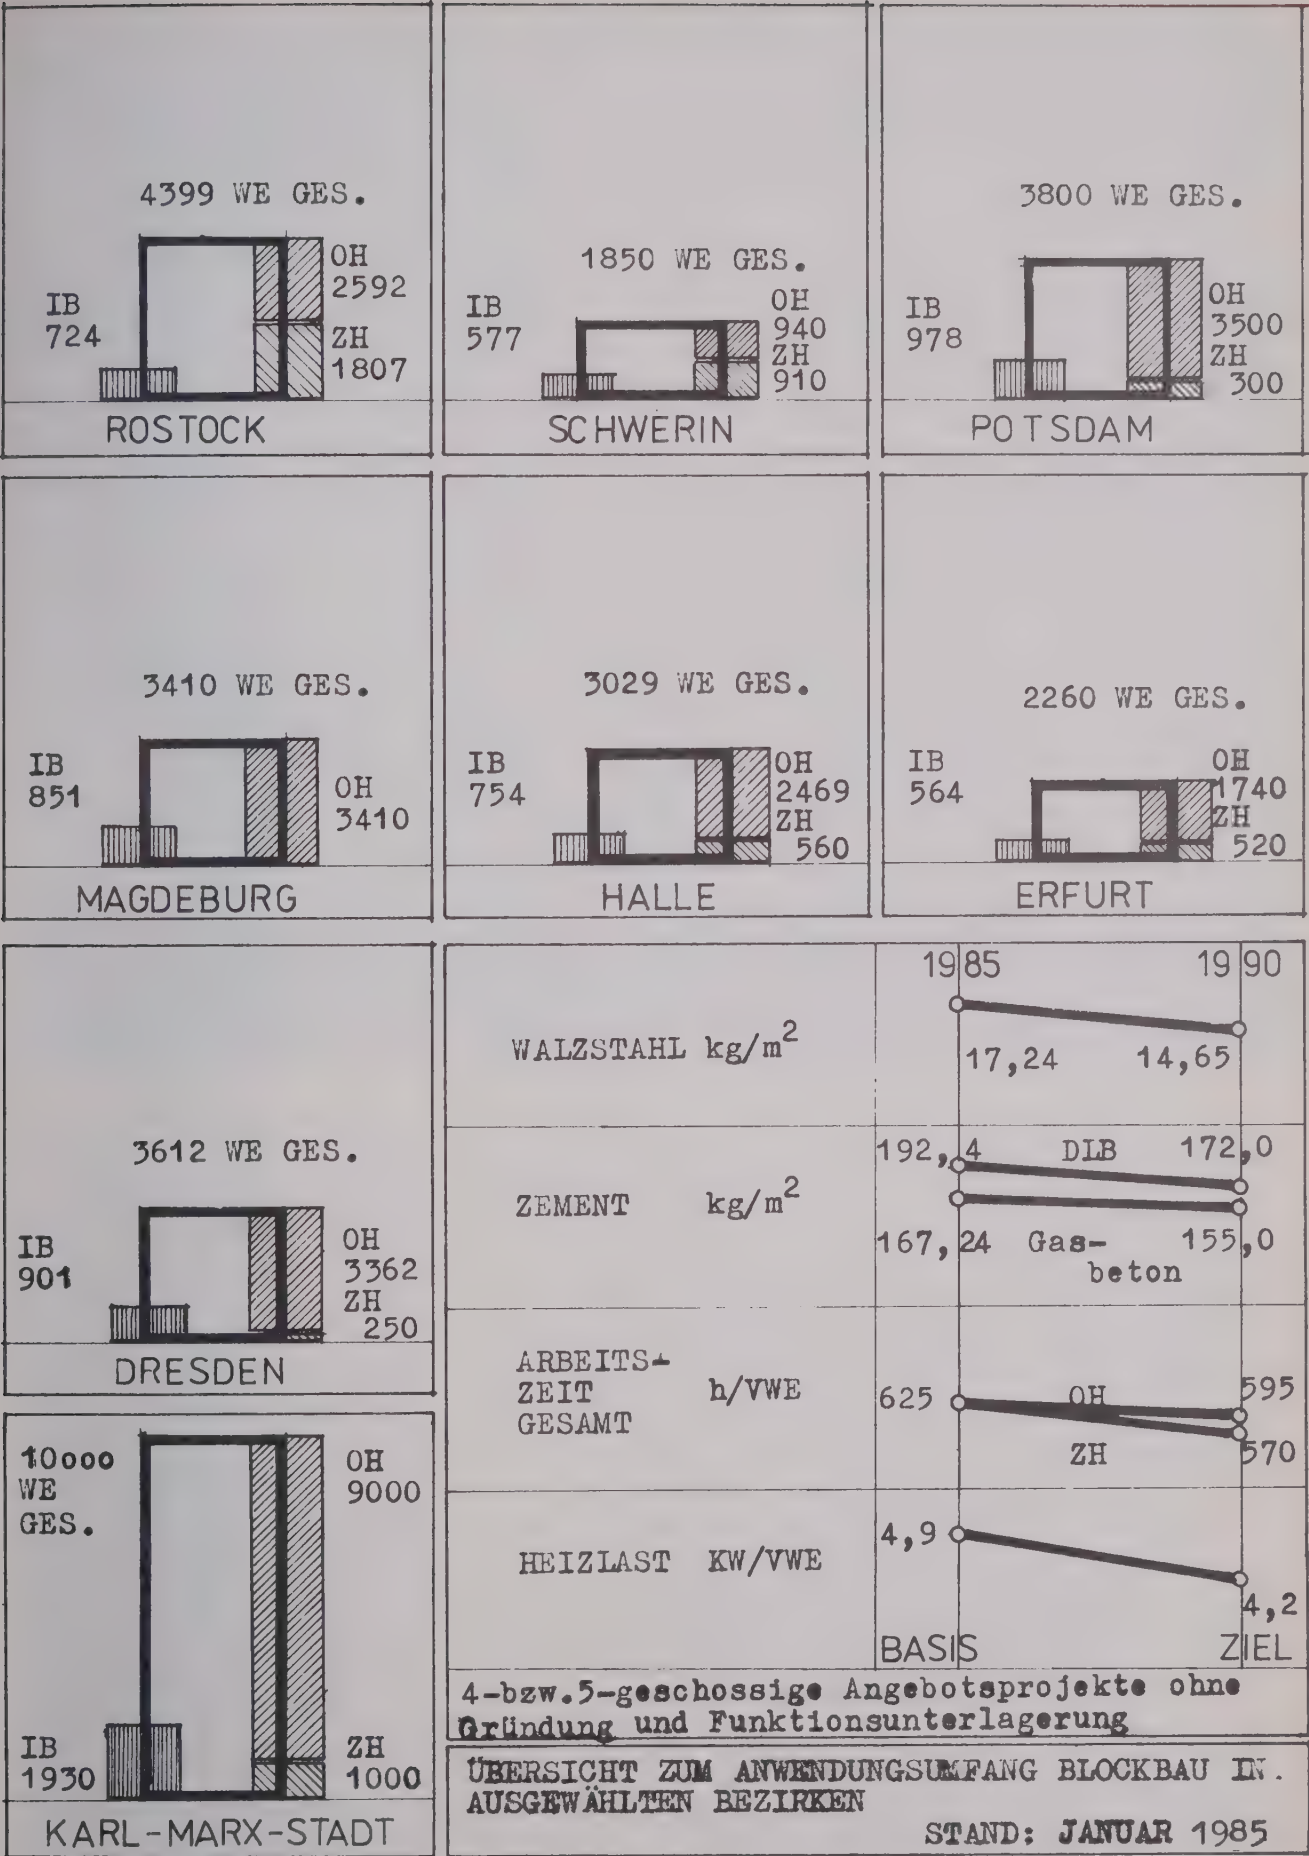 4399 WE GES.
IB
724
OH
2592
ZH
1807
ROSTOCK
1850 WE GES.
IB
577
OH
940
ZH
910
SCHWERIN
3800 WE GES.
IB
978
OH
3500
ZH
300
POTSDAM
3410 WE GES.
IB
851
OH
3410
MAGDEBURG
3029 WE GES.
IB
754
OH
2469
ZH
560
HALLE
2260 WE GES.
IB
564
OH
1740
ZH
520
ERFURT
3612 WE GES.
IB
901
OH
3362
ZH
250
DRESDEN
10000
WE
GES.
OH
9000
IB
1930
ZH
1000
KARL-MARX-STADT
1985 1990
WALZSTAHL kg/m²
17,24 14,65
192,4 DLB 172,0
ZEMENT kg/m²
167,24 Gas- 155,0
beton
ARBEITS-
ZEIT h/VWE
GESAMT
625 OH 595
ZH 570
HEIZLAST KW/VWE
4,9
4,2
BASIS ZIEL
4-bzw.5-geschossige Angebotsprojekte ohne
Gründung und Funktionsunterlagerung
ÜBERSICHT ZUM ANWENDUNGSUMFANG BLOCKBAU IN.
AUSGEWÄHLTEN BEZIRKEN
STAND: JANUAR 1985